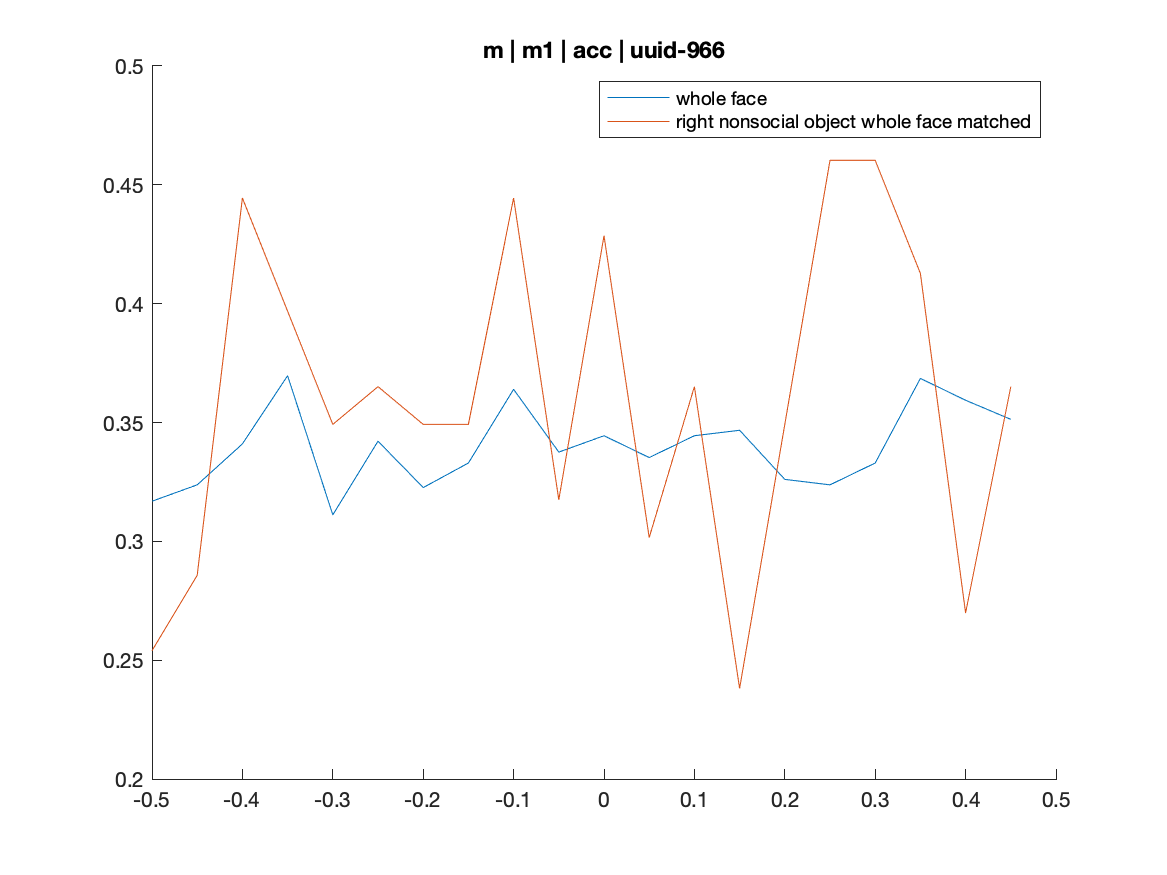 m | m1 | acc | uuid-966
whole face
right nonsocial object whole face matched
0.5
0.45
0.4
0.35
0.3
0.25
0.2
-0.5 -0.4 -0.3 -0.2 -0.1 0 0.1 0.2 0.3 0.4 0.5